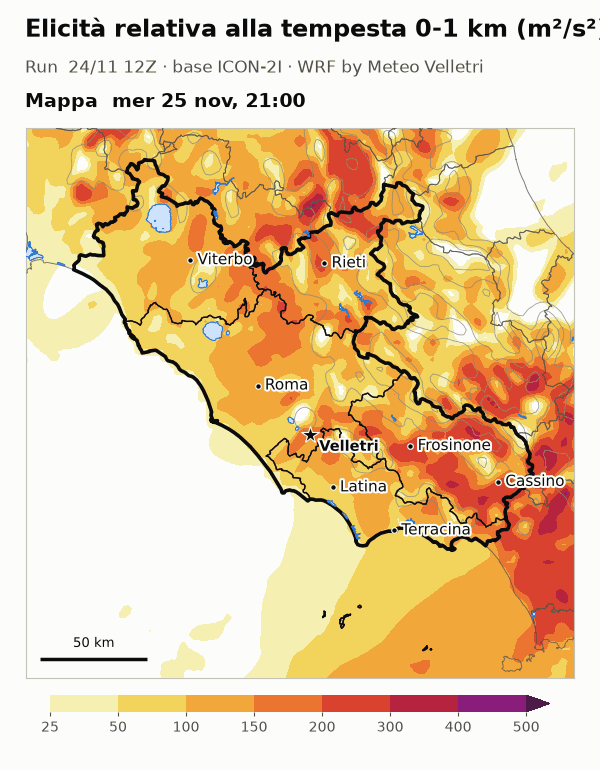 Elicità relativa alla tempesta 0-1 km (m²/s²)
Run 24/11 12Z · base ICON-2I · WRF by Meteo Velletri
Mappa mer 25 nov, 21:00
Viterbo
Rieti
Roma
Velletri
Frosinone
Latina
Cassino
Terracina
50 km
25 50 100 150 200 300 400 500